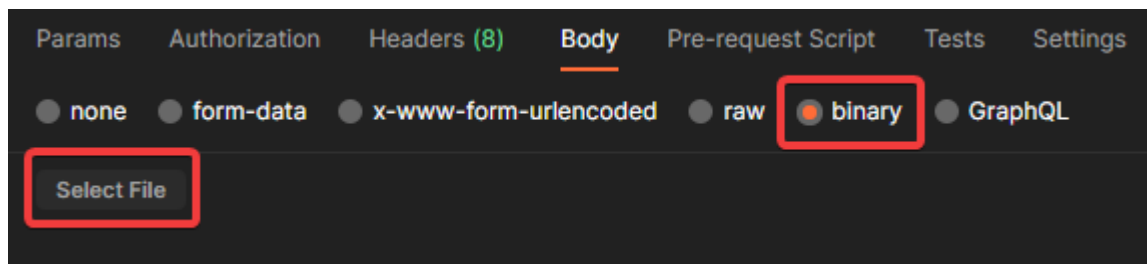 Params Authorization Headers (8) Body Pre-request Script Tests Settings
none form-data x-www-form-urlencoded raw binary GraphQL
Select File